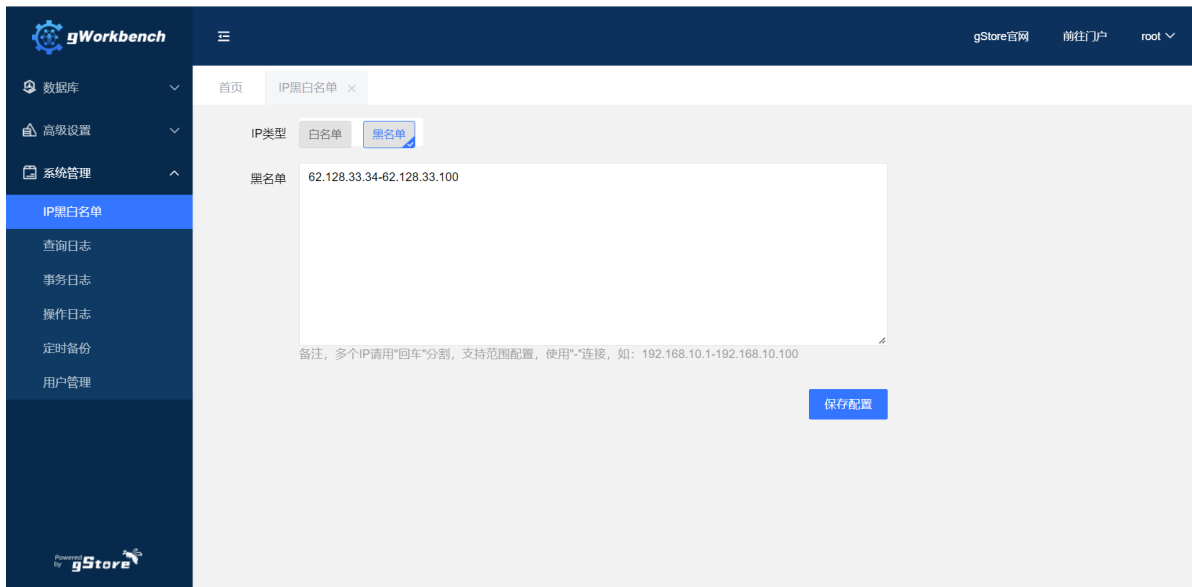 gWorkbench
gStore官网 前往门户 root
数据库
首页 IP黑白名单
高级设置
IP类型 白名单 黑名单
系统管理
黑名单 62.128.33.34-62.128.33.100
IP黑白名单
查询日志
事务日志
操作日志
定时备份
备注，多个IP请用"回车"分割，支持范围配置，使用"-"连接，如：192.168.10.1-192.168.10.100
用户管理
保存配置
Powered by gStore